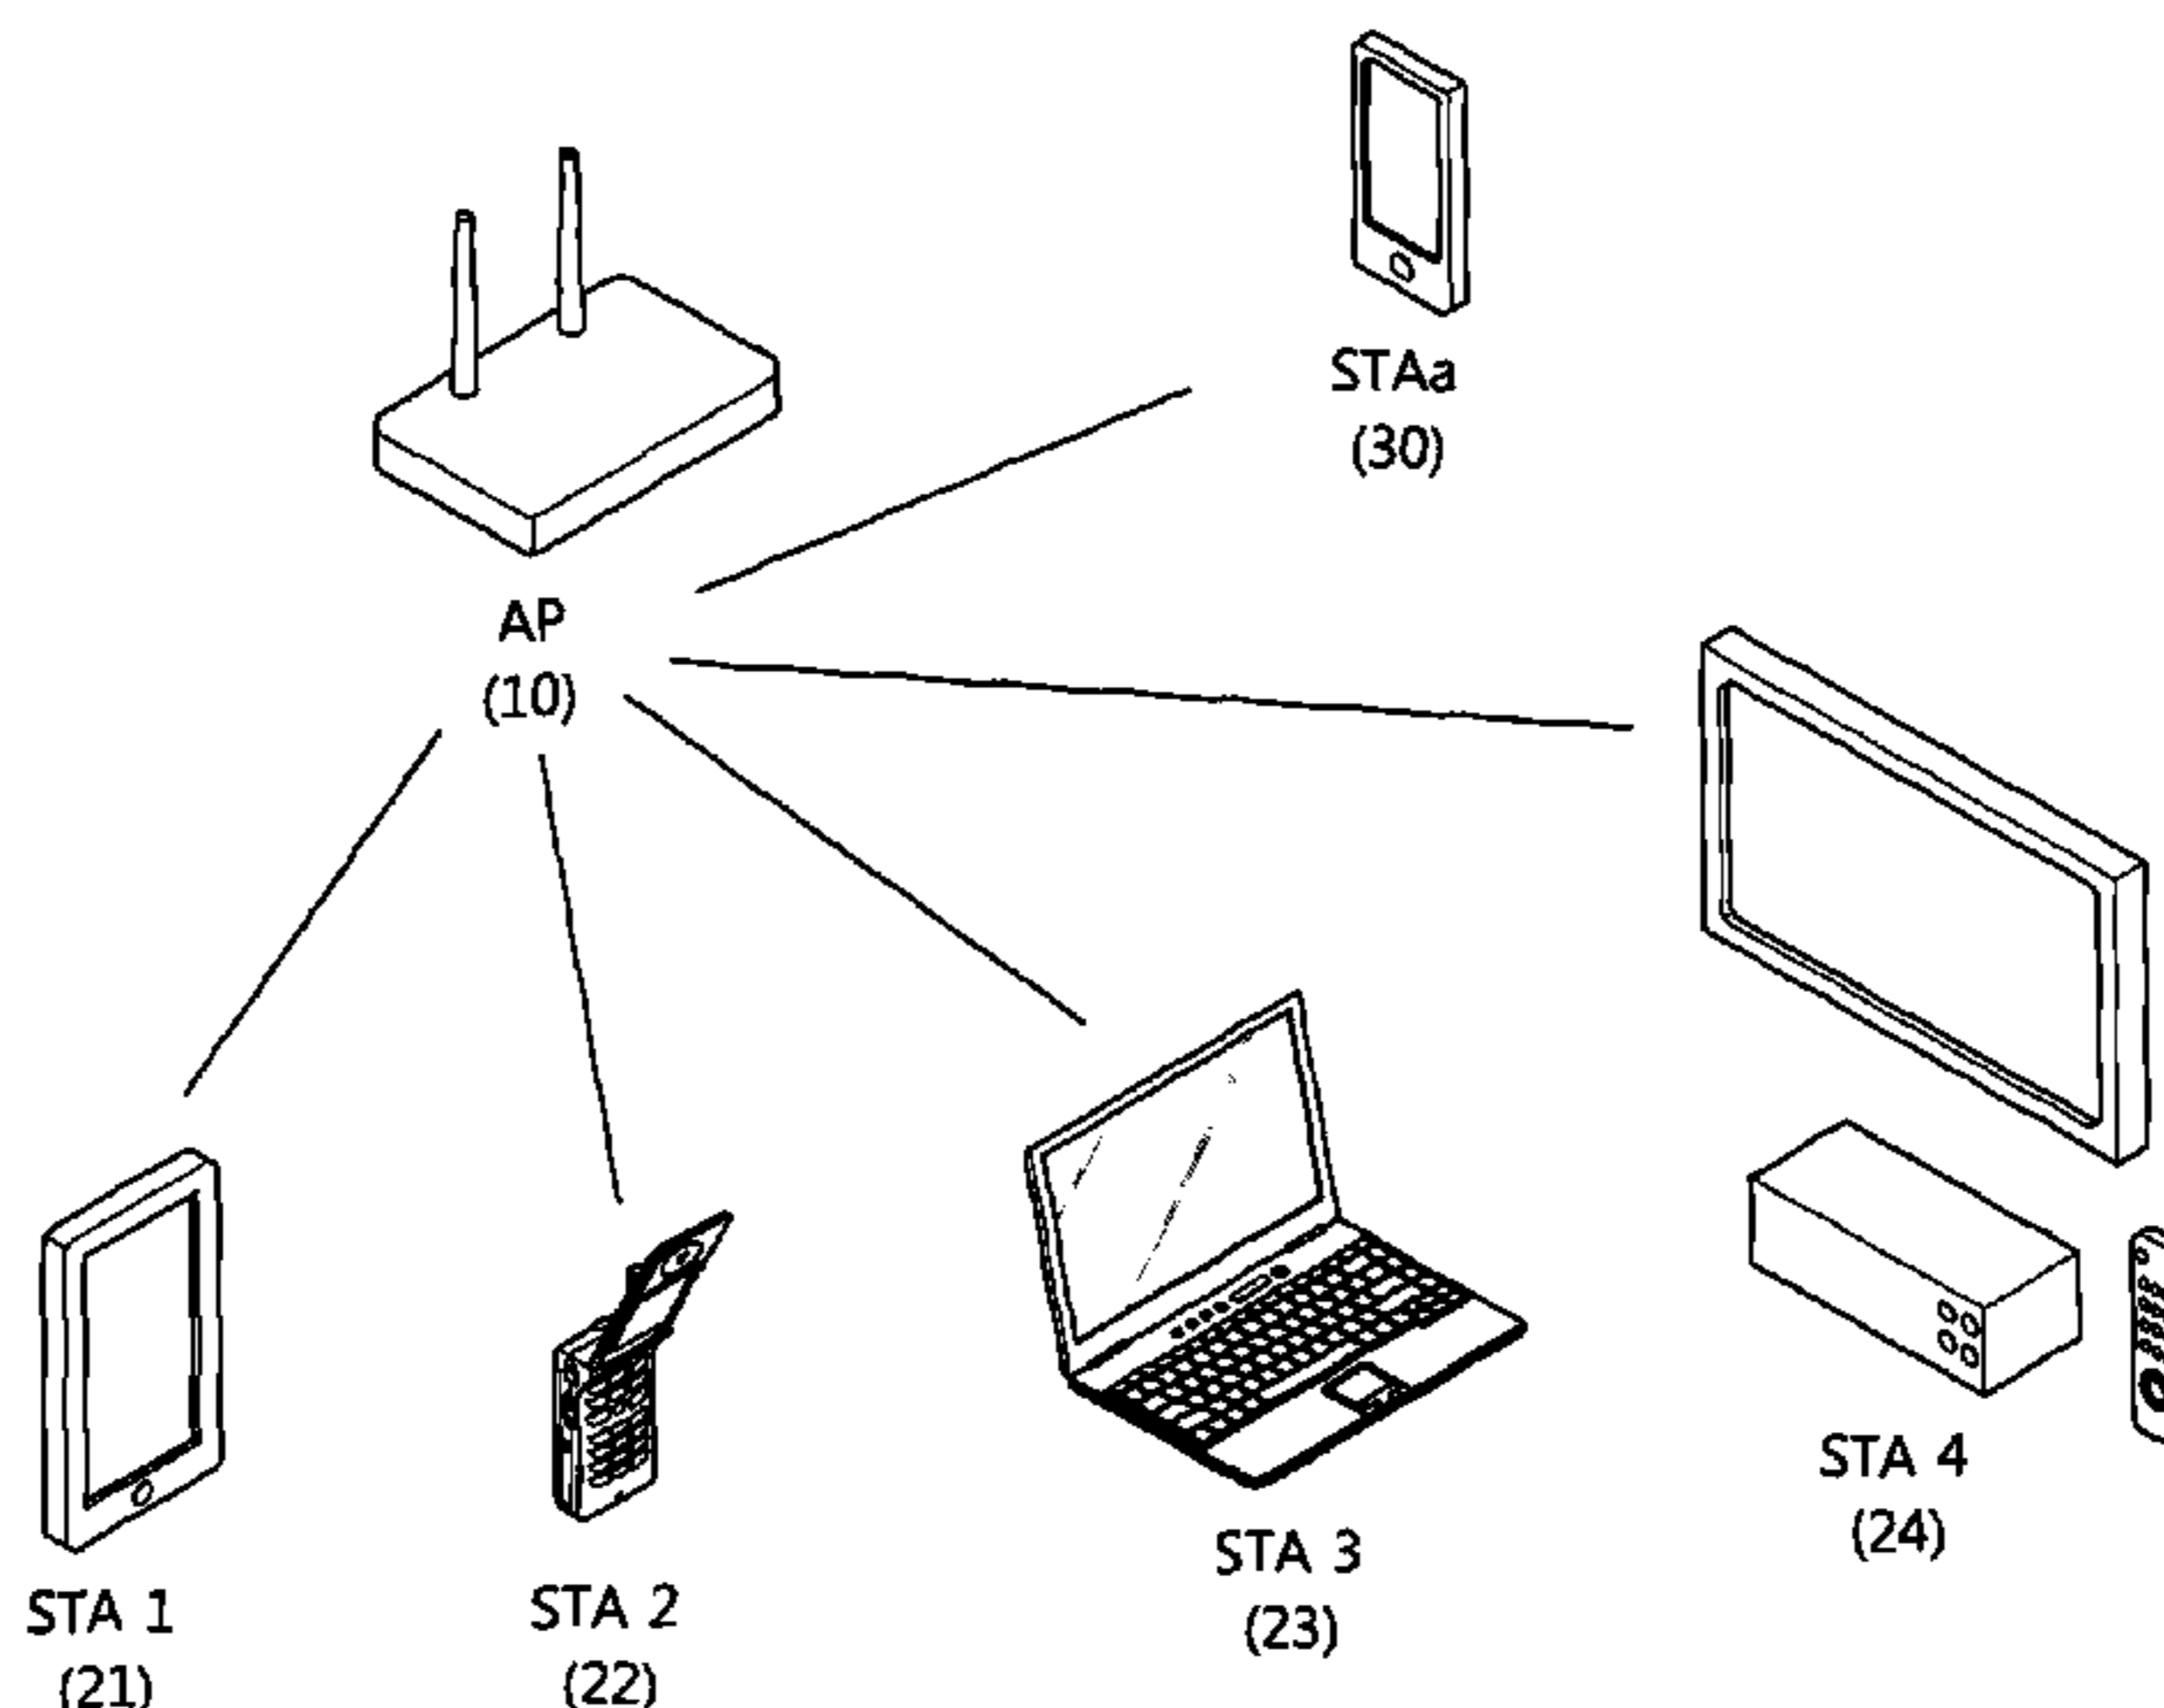 STAa
(30)
AP
(10)
STA 4
(24)
STA 3
(23)
STA 2
(22)
STA 1
(21)